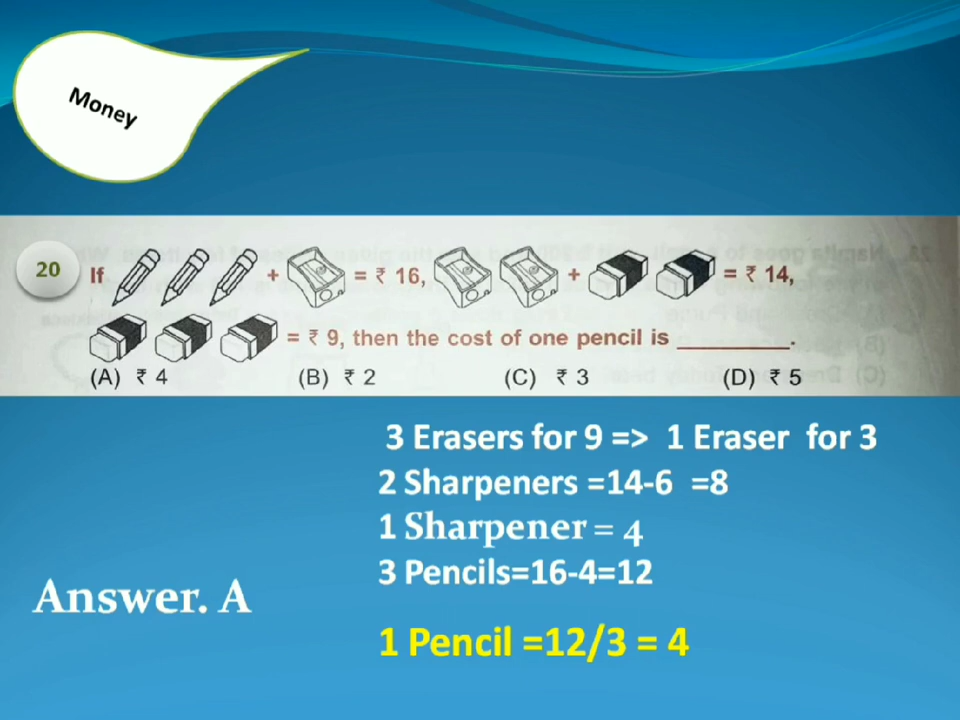 Money
20 If + = ₹ 16, + = ₹ 14,
= ₹ 9, then the cost of one pencil is ________.
(A) ₹ 4 (B) ₹ 2 (C) ₹ 3 (D) ₹ 5
3 Erasers for 9 => 1 Eraser for 3
2 Sharpeners =14-6 =8
1 Sharpener = 4
3 Pencils=16-4=12
Answer. A
1 Pencil =12/3 = 4